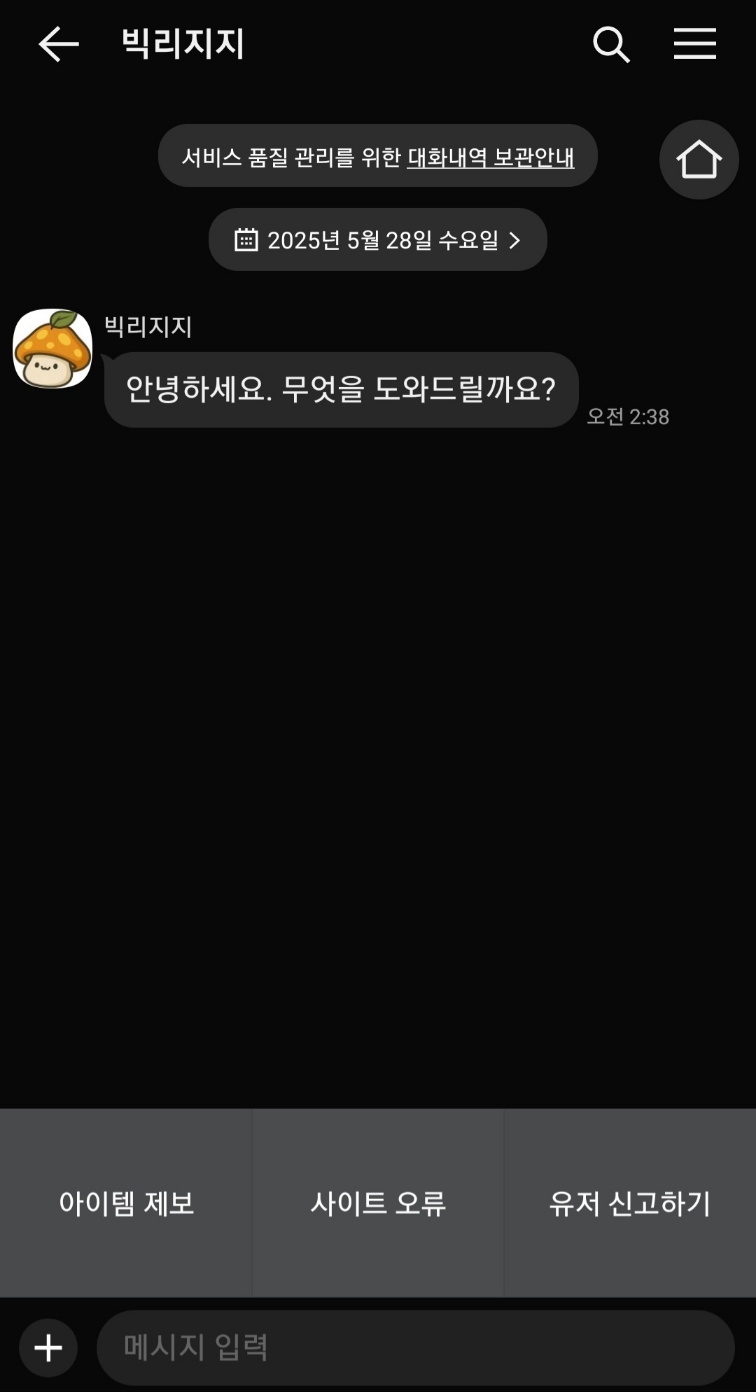 빅리지지
서비스 품질 관리를 위한 대화내역 보관안내
2025년 5월 28일 수요일
빅리지지
안녕하세요. 무엇을 도와드릴까요?
오전 2:38
아이템 제보
사이트 오류
유저 신고하기
메시지 입력